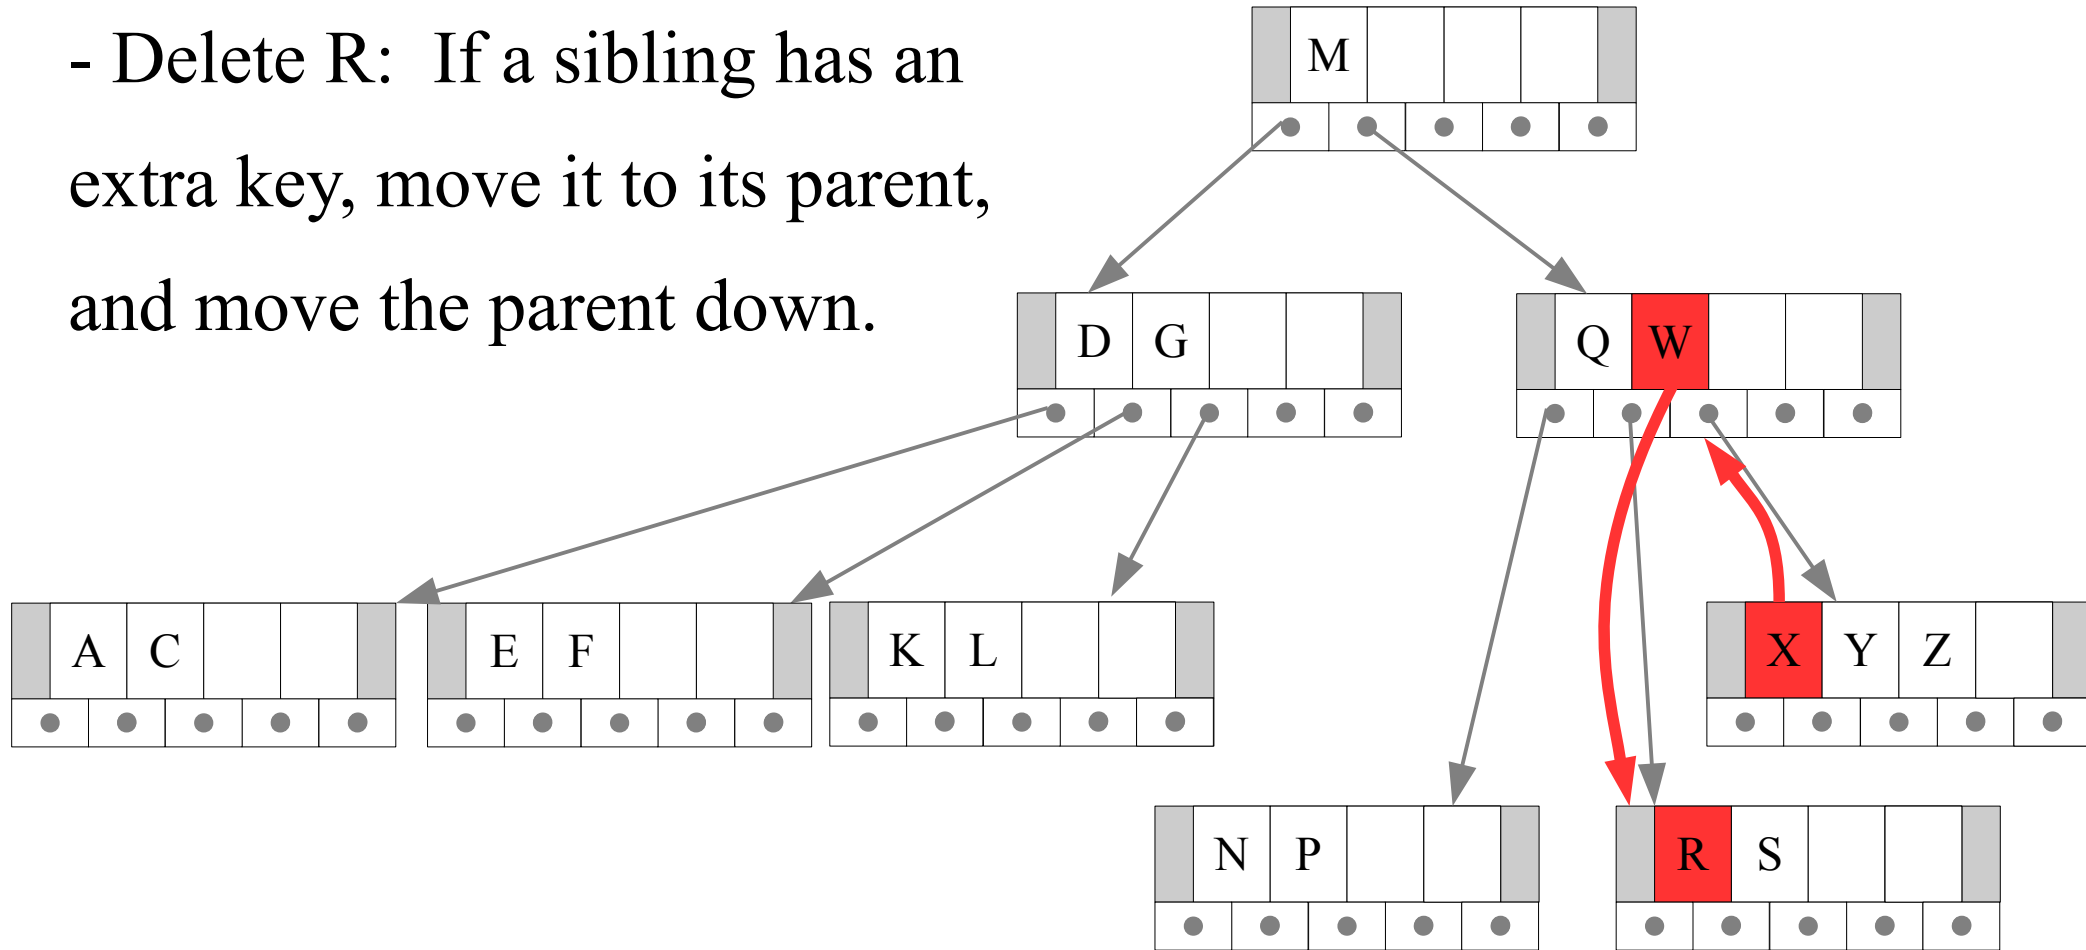 - Delete R: If a sibling has an
extra key, move it to its parent,
and move the parent down.
M
D G
Q W
A C
E F
K L
X Y Z
N P
R S